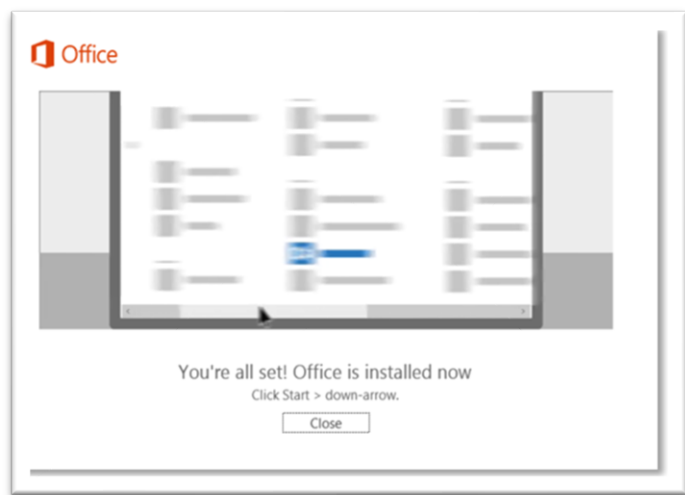 Office
You're all set! Office is installed now
Click Start > down-arrow.
Close